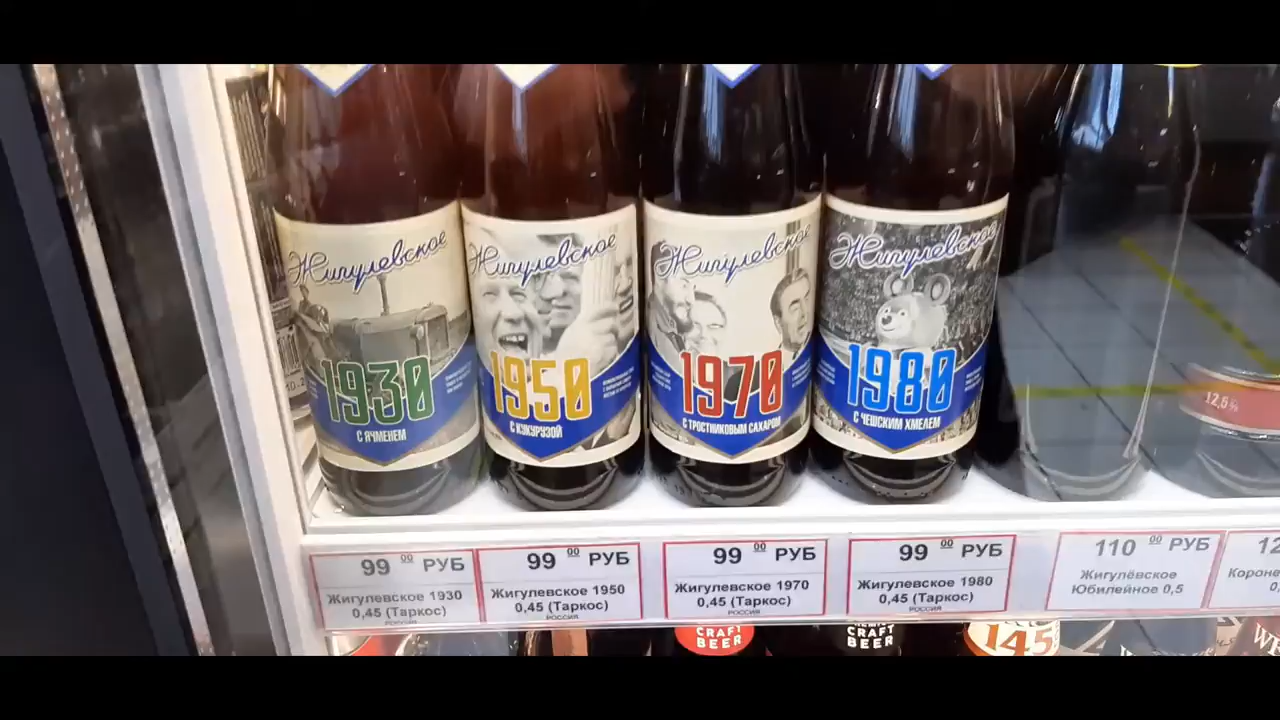 Жигулевское
1930
С ЯЧМЕНЕМ
Жигулевское
1950
С КУКУРУЗОЙ
Жигулевское
1970
С ТРОСТНИКОВЫМ САХАРОМ
Жигулевское
1980
С ЧЕШСКИМ ХМЕЛЕМ
12,6%
99 00 РУБ
Жигулевское 1930
0,45 (Таркос)
РОССИЯ
99 00 РУБ
Жигулевское 1950
0,45 (Таркос)
РОССИЯ
99 00 РУБ
Жигулевское 1970
0,45 (Таркос)
РОССИЯ
99 00 РУБ
Жигулевское 1980
0,45 (Таркос)
РОССИЯ
110 00 РУБ
Жигулёвское
Юбилейное 0,5
CRAFT
BEER
CRAFT
BEER
145